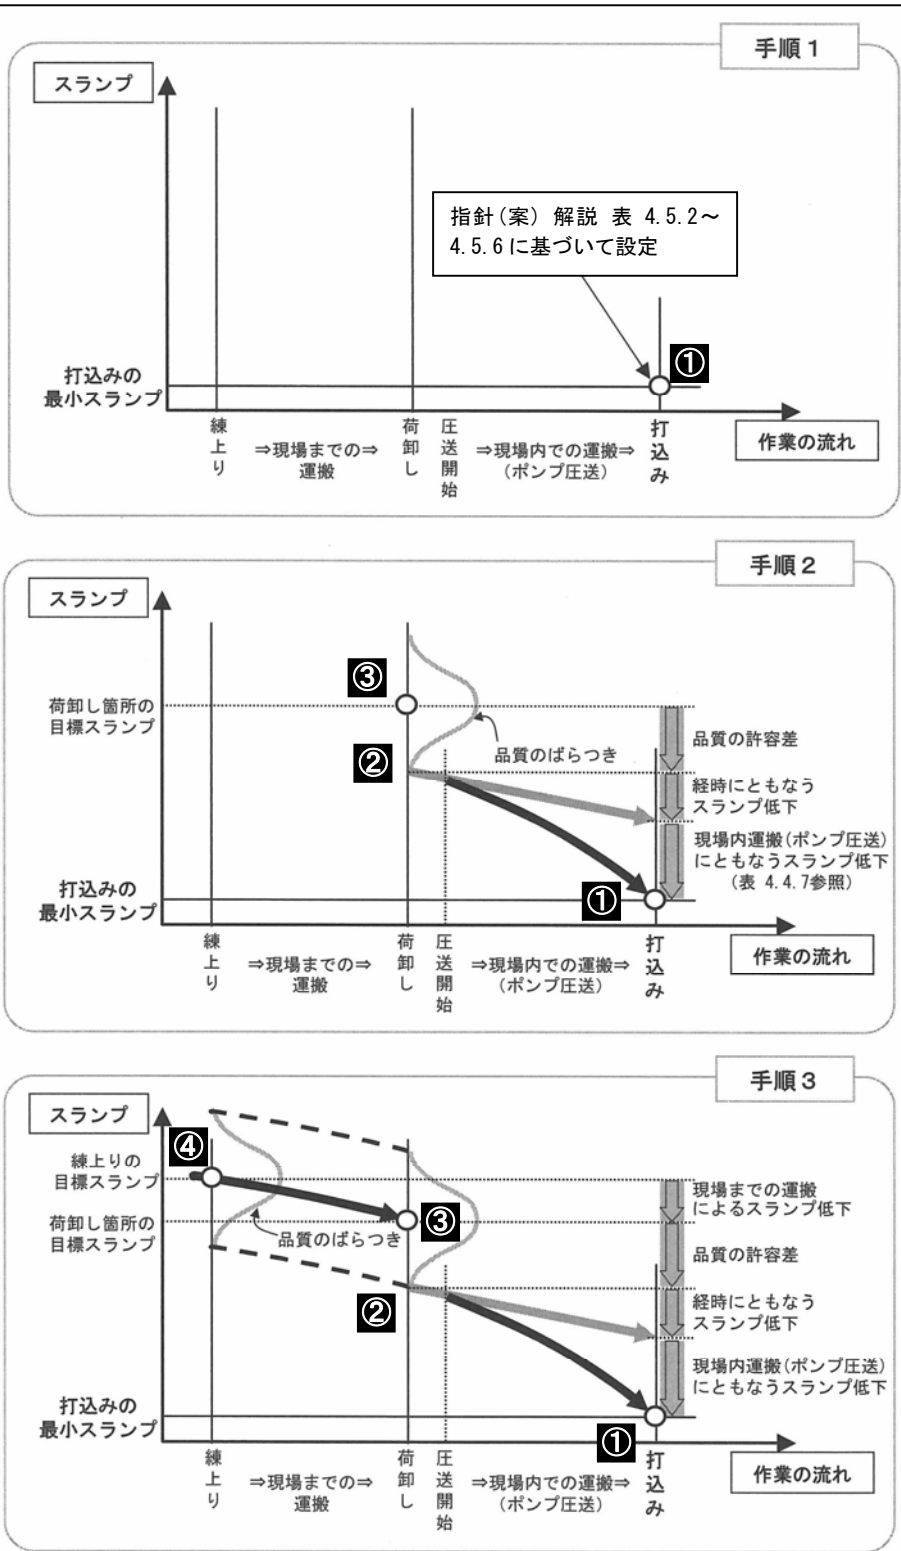 手順1
スランプ
指針(案) 解説 表 4.5.2～
4.5.6に基づいて設定
①
打込みの
最小スランプ
練上り
⇒現場までの⇒
運搬
荷卸し
圧送開始
⇒現場内での運搬⇒
(ポンプ圧送)
打込み
作業の流れ
手順2
スランプ
③
荷卸し箇所の
目標スランプ
品質のばらつき
②
品質の許容差
経時にともなう
スランプ低下
現場内運搬(ポンプ圧送)
にともなうスランプ低下
(表 4.4.7参照)
①
打込みの
最小スランプ
練上り
⇒現場までの⇒
運搬
荷卸し
圧送開始
⇒現場内での運搬⇒
(ポンプ圧送)
打込み
作業の流れ
手順3
スランプ
④
練上りの
目標スランプ
荷卸し箇所の
目標スランプ
品質のばらつき
③
②
現場までの運搬
によるスランプ低下
品質の許容差
経時にともなう
スランプ低下
現場内運搬(ポンプ圧送)
にともなうスランプ低下
①
打込みの
最小スランプ
練上り
⇒現場までの⇒
運搬
荷卸し
圧送開始
⇒現場内での運搬⇒
(ポンプ圧送)
打込み
作業の流れ